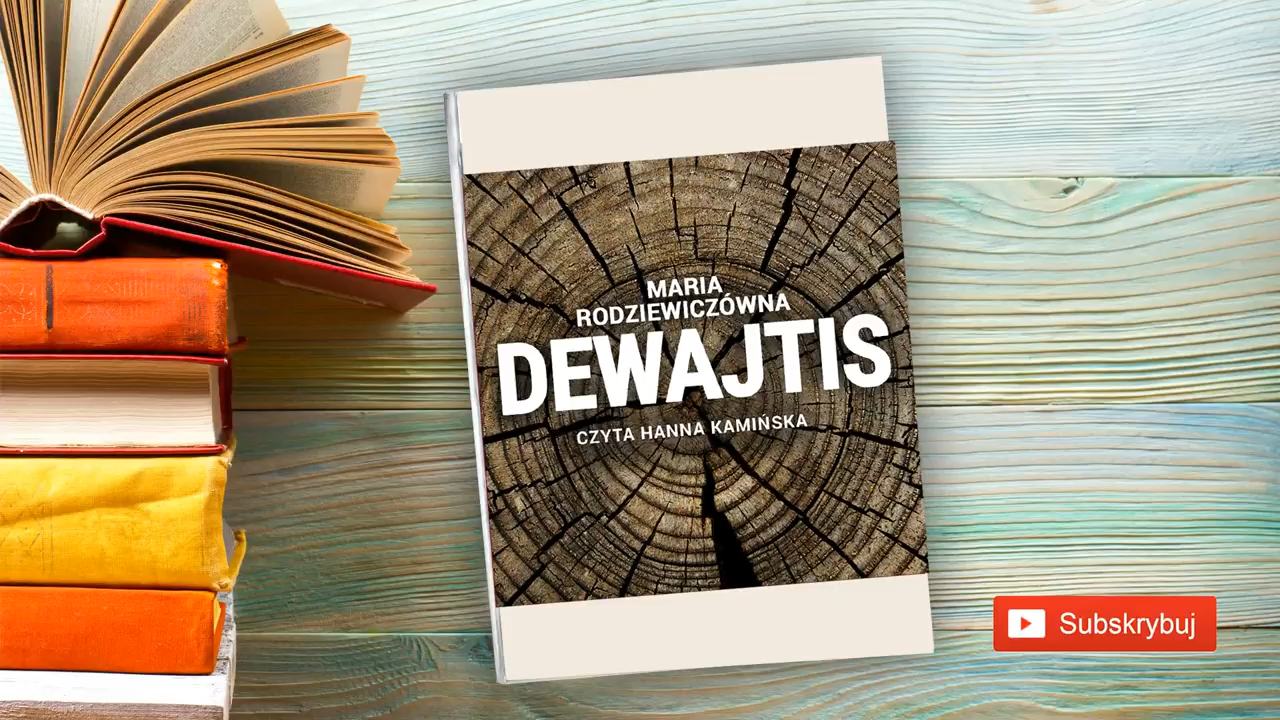 MARIA
RODZIEWICZÓWNA
DEWAJTIS
CZYTA HANNA KAMIŃSKA
Subskrybuj